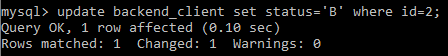 mysql> update backend_client set status='B' where id=2;
Query OK, 1 row affected (0.10 sec)
Rows matched: 1  Changed: 1  Warnings: 0